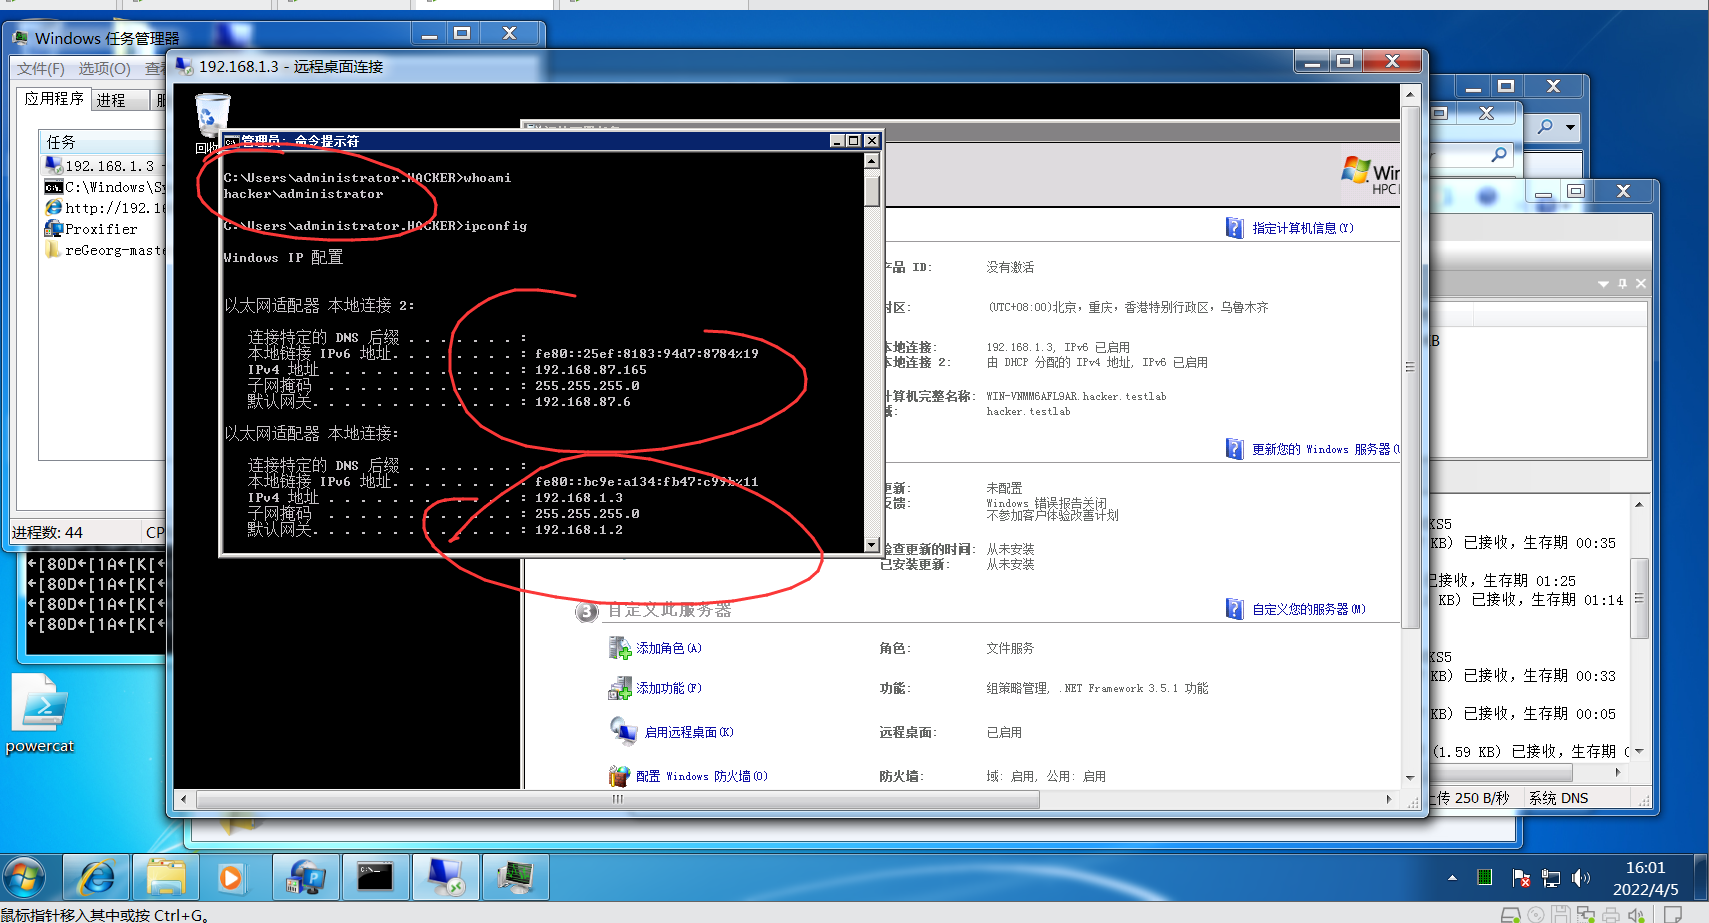 Windows 任务管理器
文件(F) 选项(O) 查看
应用程序 进程
任务
192.168.1.3 -
C:\Windows\Sy
http://192.16
Proxifier
reGeorg-maste
进程数: 44 CP
←[80D←[1A←[K[←
←[80D←[1A←[K[←
←[80D←[1A←[K[←
←[80D←[1A←[K[←
powercat
192.168.1.3 - 远程桌面连接
管理员: 命令提示符
C:\Users\administrator.HACKER>whoami
hacker\administrator
C:\Users\administrator.HACKER>ipconfig
Windows IP 配置
以太网适配器 本地连接 2:
连接特定的 DNS 后缀 . . . . . . . :
本地链接 IPv6 地址. . . . . . . . : fe80::25ef:8183:94d7:8784%19
IPv4 地址 . . . . . . . . . . . . : 192.168.87.165
子网掩码 . . . . . . . . . . . . : 255.255.255.0
默认网关. . . . . . . . . . . . . : 192.168.87.6
以太网适配器 本地连接:
连接特定的 DNS 后缀 . . . . . . . :
本地链接 IPv6 地址. . . . . . . . : fe80::bc9e:a134:fb47:c99b%11
IPv4 地址 . . . . . . . . . . . . : 192.168.1.3
子网掩码 . . . . . . . . . . . . : 255.255.255.0
默认网关. . . . . . . . . . . . . : 192.168.1.2
Win
HPC
指定计算机信息(Y)
产品 ID: 没有激活
时区: (UTC+08:00)北京，重庆，香港特别行政区，乌鲁木齐
本地连接: 192.168.1.3, IPv6 已启用
本地连接 2: 由 DHCP 分配的 IPv4 地址, IPv6 已启用
计算机完整名称: WIN-VNMM6AFL9AR.hacker.testlab
域: hacker.testlab
更新您的 Windows 服务器(U
更新: 未配置
反馈: Windows 错误报告关闭
不参加客户体验改善计划
检查更新的时间: 从未安装
已安装更新: 从未安装
3 自定义此服务器
自定义您的服务器(M)
添加角色(A) 角色: 文件服务
添加功能(F) 功能: 组策略管理, .NET Framework 3.5.1 功能
启用远程桌面(K) 远程桌面: 已启用
配置 Windows 防火墙(O) 防火墙: 域: 启用, 公用: 启用
B
KS5
KB) 已接收，生存期 00:35
已接收，生存期 01:25
KB) 已接收，生存期 01:14
KS5
KB) 已接收，生存期 00:33
KB) 已接收，生存期 00:05
(1.59 KB) 已接收，生存期
上传 250 B/秒 系统 DNS
16:01
2022/4/5
鼠标指针移入其中或按 Ctrl+G。